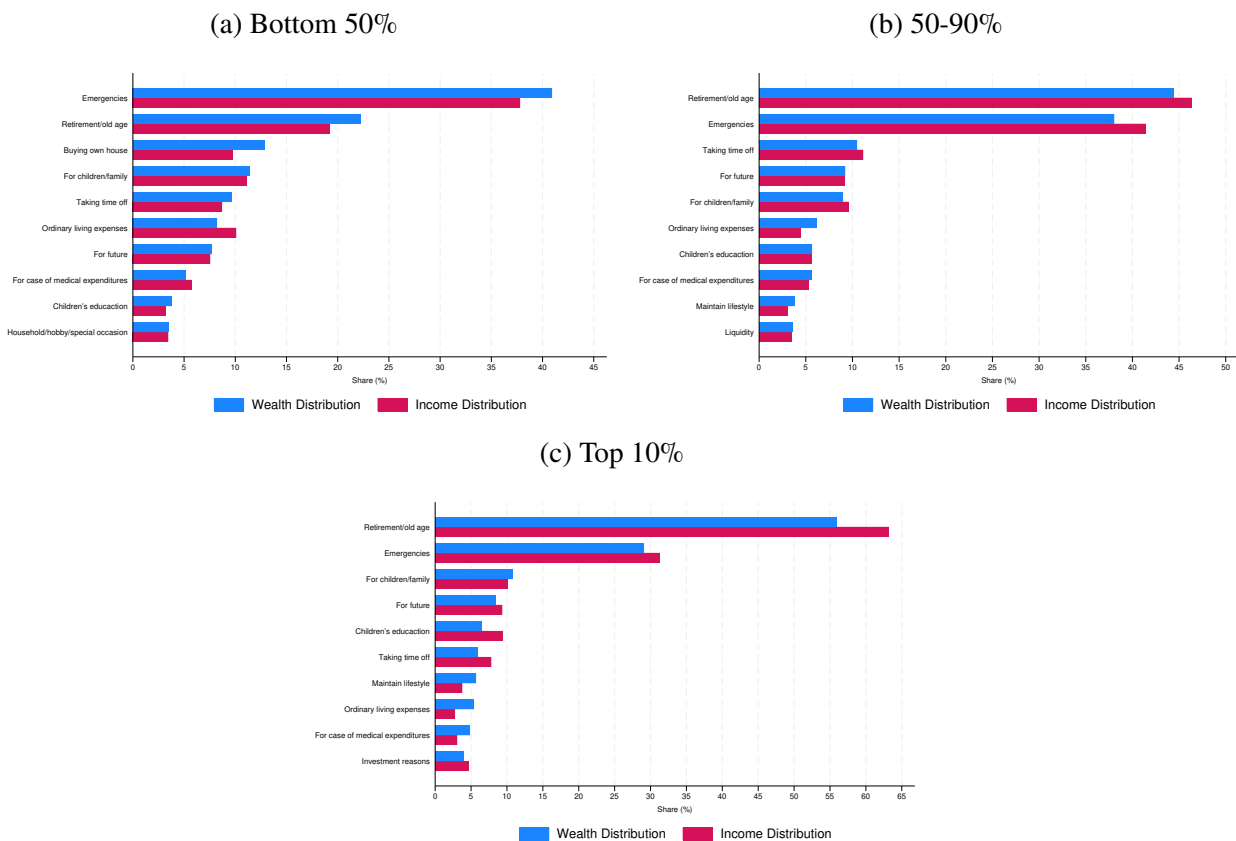 (a) Bottom 50%
Emergencies
Retirement/old age
Buying own house
For children/family
Taking time off
Ordinary living expenses
For future
For case of medical expenditures
Children's educaction
Household/hobby/special occasion
0 5 10 15 20 25 30 35 40 45
Share (%)
Wealth Distribution Income Distribution
(b) 50-90%
Retirement/old age
Emergencies
Taking time off
For future
For children/family
Ordinary living expenses
Children's educaction
For case of medical expenditures
Maintain lifestyle
Liquidity
0 5 10 15 20 25 30 35 40 45 50
Share (%)
Wealth Distribution Income Distribution
(c) Top 10%
Retirement/old age
Emergencies
For children/family
For future
Children's educaction
Taking time off
Maintain lifestyle
Ordinary living expenses
For case of medical expenditures
Investment reasons
0 5 10 15 20 25 30 35 40 45 50 55 60 65
Share (%)
Wealth Distribution Income Distribution